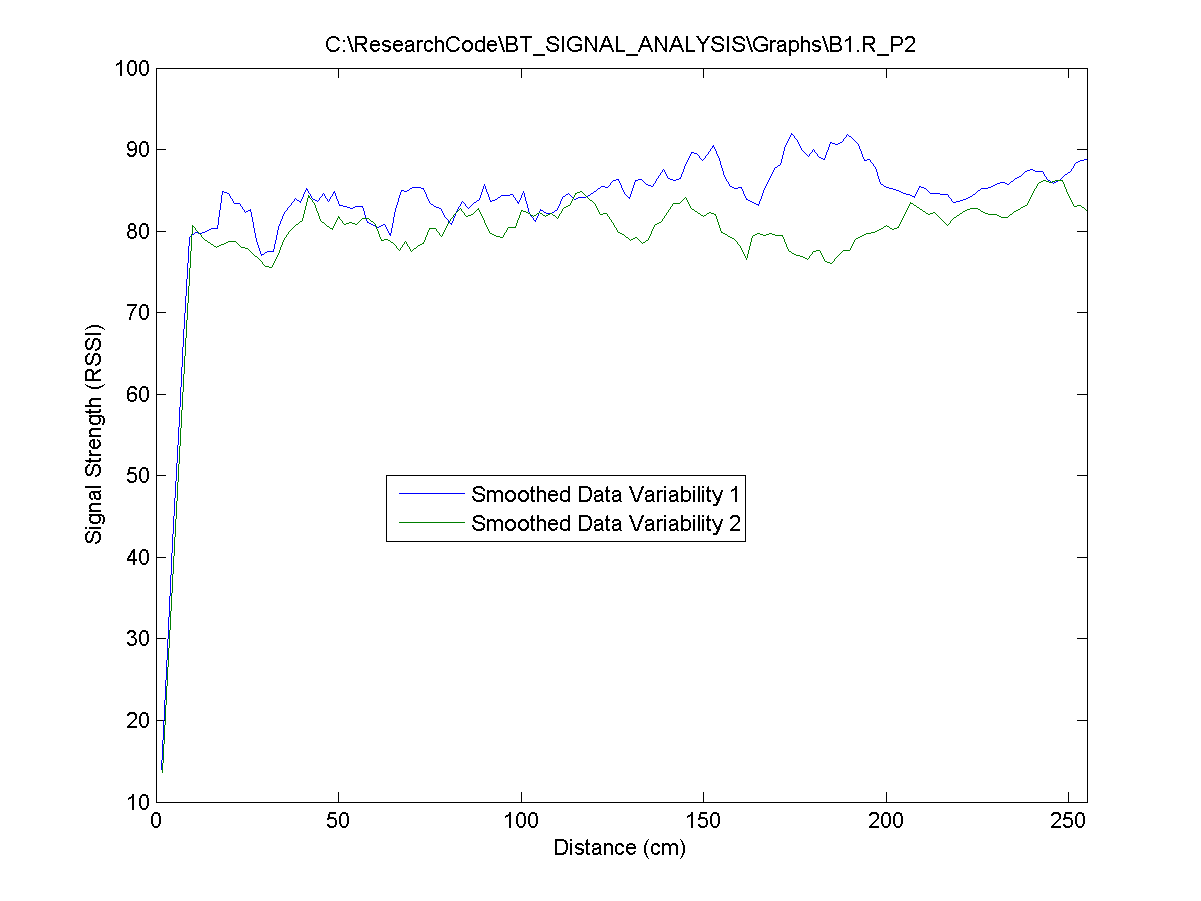 C:\ResearchCode\BT_SIGNAL_ANALYSIS\Graphs\B1.R_P2
100
90
80
70
60
50
40
30
20
10
Signal Strength (RSSI)
Smoothed Data Variability 1
Smoothed Data Variability 2
0 50 100 150 200 250
Distance (cm)